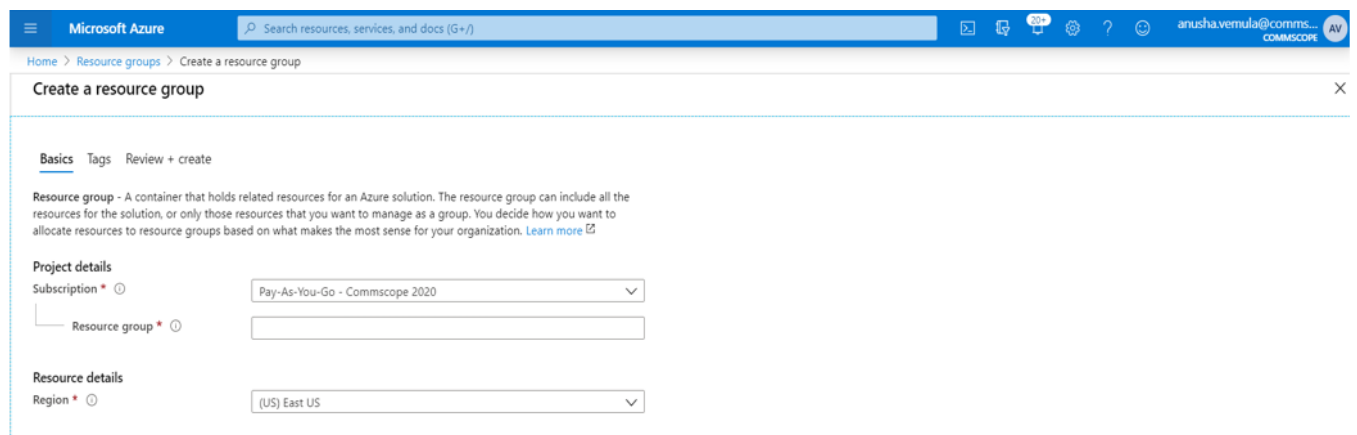 Microsoft Azure
Search resources, services, and docs (G+/)
20+
anusha.vemula@comms...
COMMSCOPE
AV
Home > Resource groups > Create a resource group
Create a resource group
Basics Tags Review + create
Resource group - A container that holds related resources for an Azure solution. The resource group can include all the
resources for the solution, or only those resources that you want to manage as a group. You decide how you want to
allocate resources to resource groups based on what makes the most sense for your organization. Learn more
Project details
Subscription *
Pay-As-You-Go - Commscope 2020
Resource group *
Resource details
Region *
(US) East US